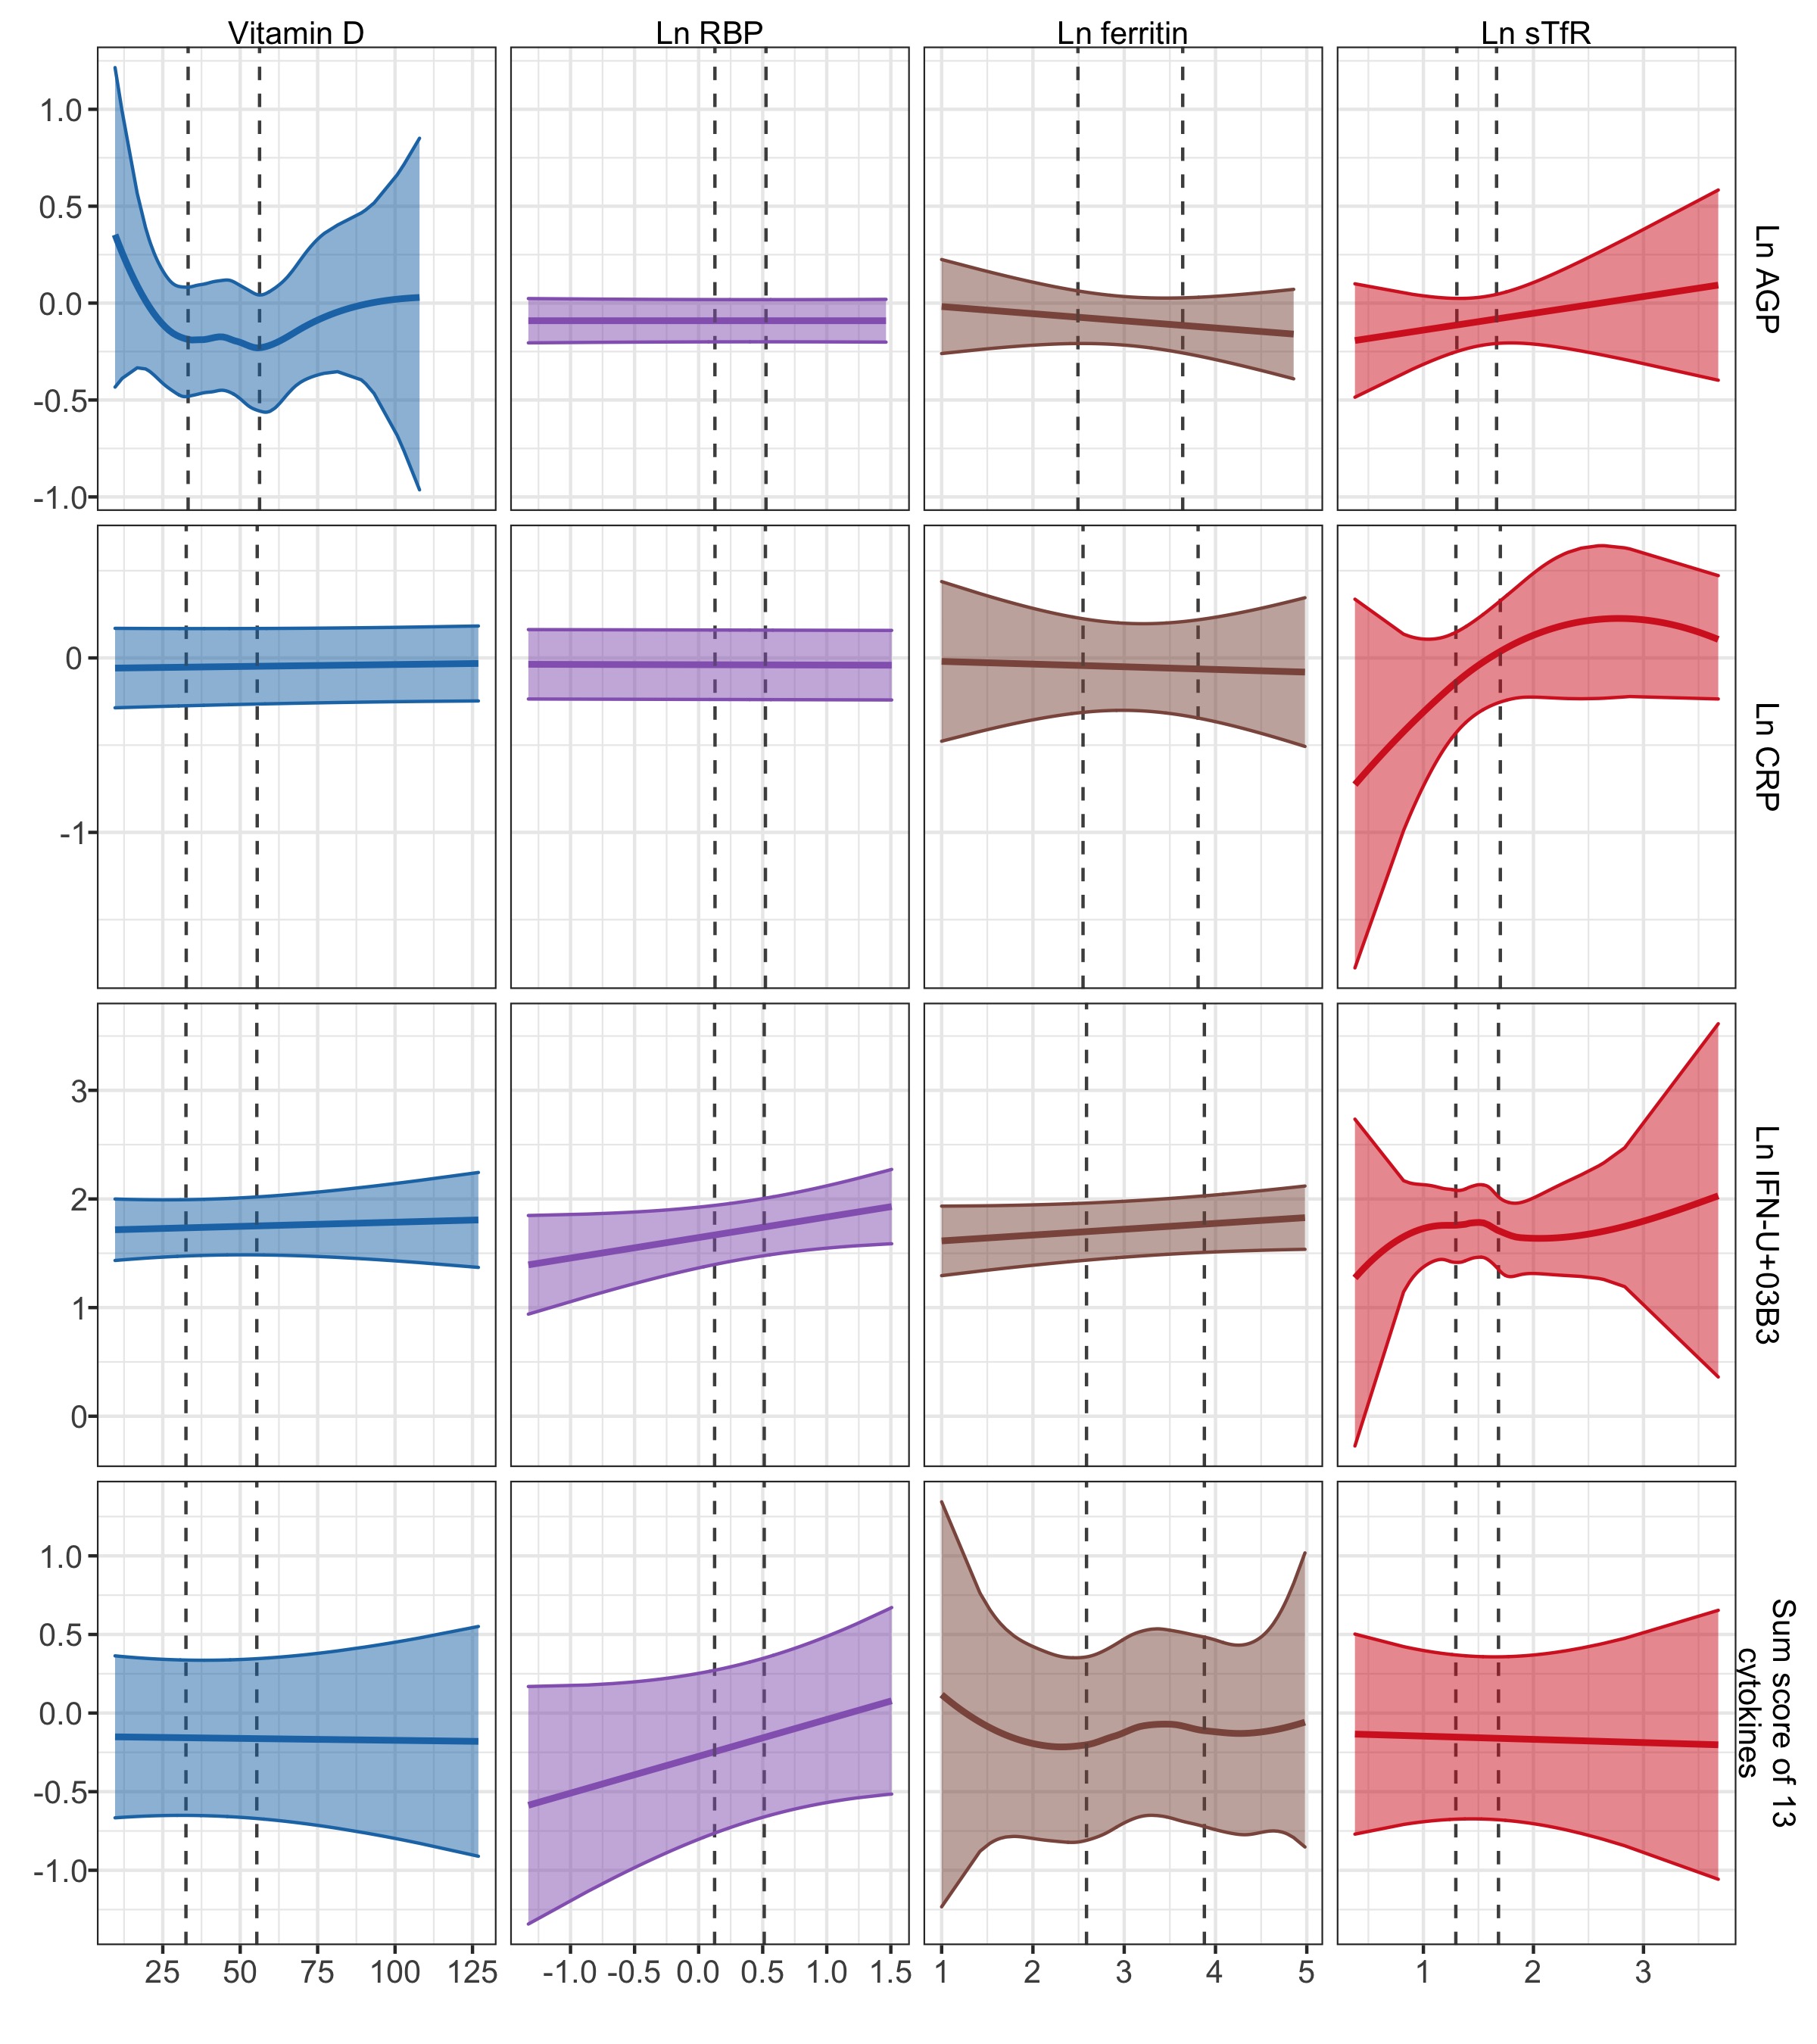 Vitamin D Ln RBP Ln ferritin Ln sTfR
1.0
0.5
0.0
-0.5
-1.0
Ln AGP
0
-1
Ln CRP
3
2
1
0
Ln IFN-U+03B3
1.0
0.5
0.0
-0.5
-1.0
Sum score of 13
cytokines
25 50 75 100 125 -1.0 -0.5 0.0 0.5 1.0 1.5 1 2 3 4 5 1 2 3